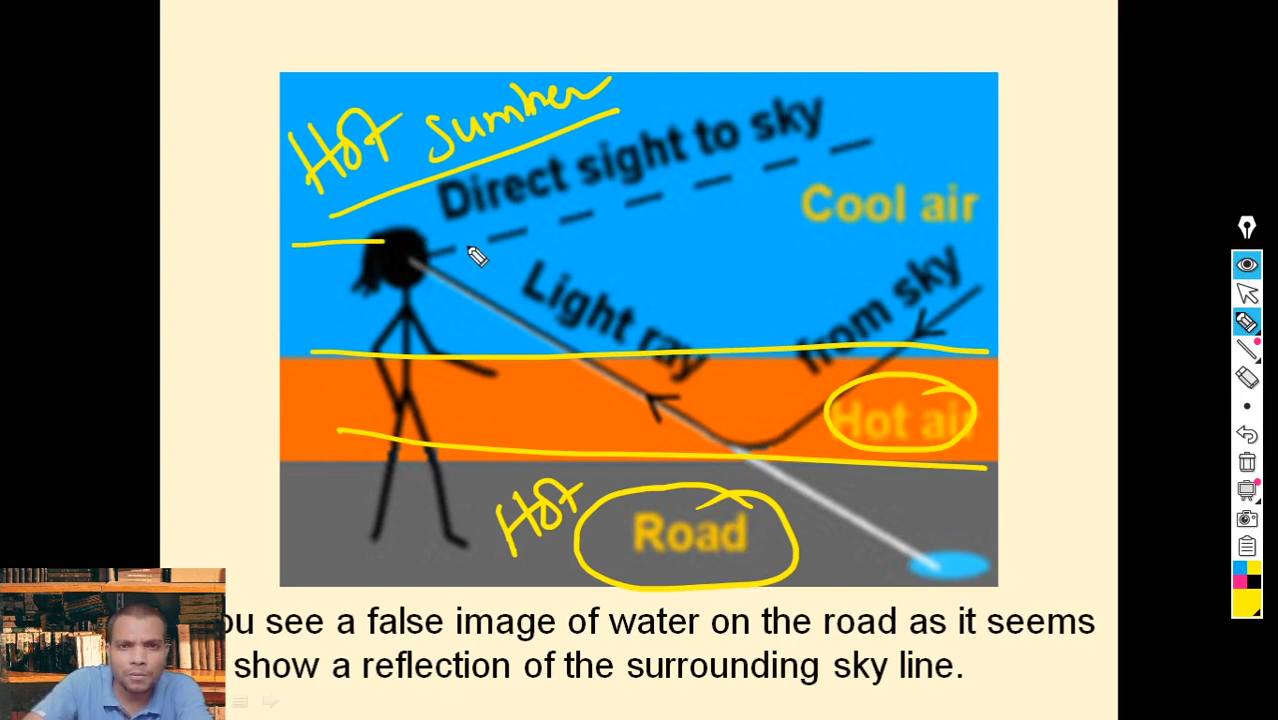 Hot Sumber
Direct sight to sky
Cool air
Light ray
from sky
Hot air
Hot
Road
ou see a false image of water on the road as it seems
show a reflection of the surrounding sky line.